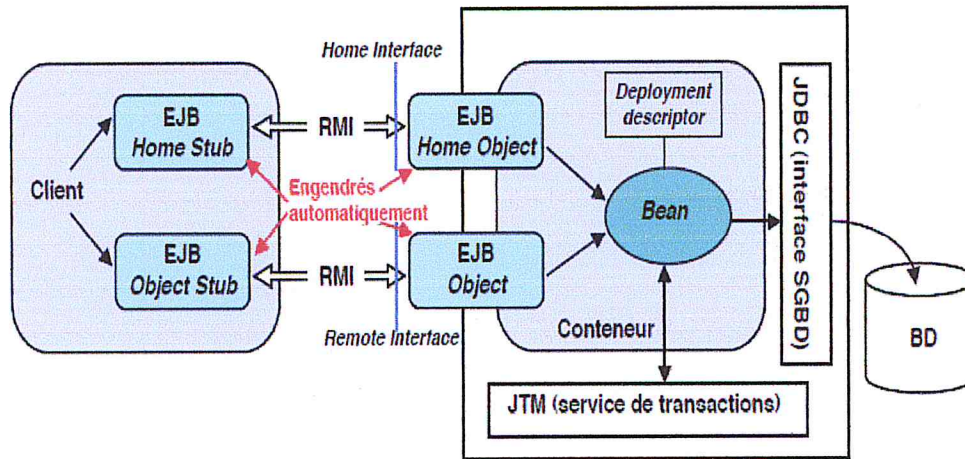 Home Interface
EJB
Home Stub
RMI
EJB
Home Object
Deployment
descriptor
JDBC (interface SGBD)
Client
Engendrés
automatiquement
Bean
EJB
Object Stub
RMI
EJB
Object
Remote Interface
Conteneur
BD
JTM (service de transactions)